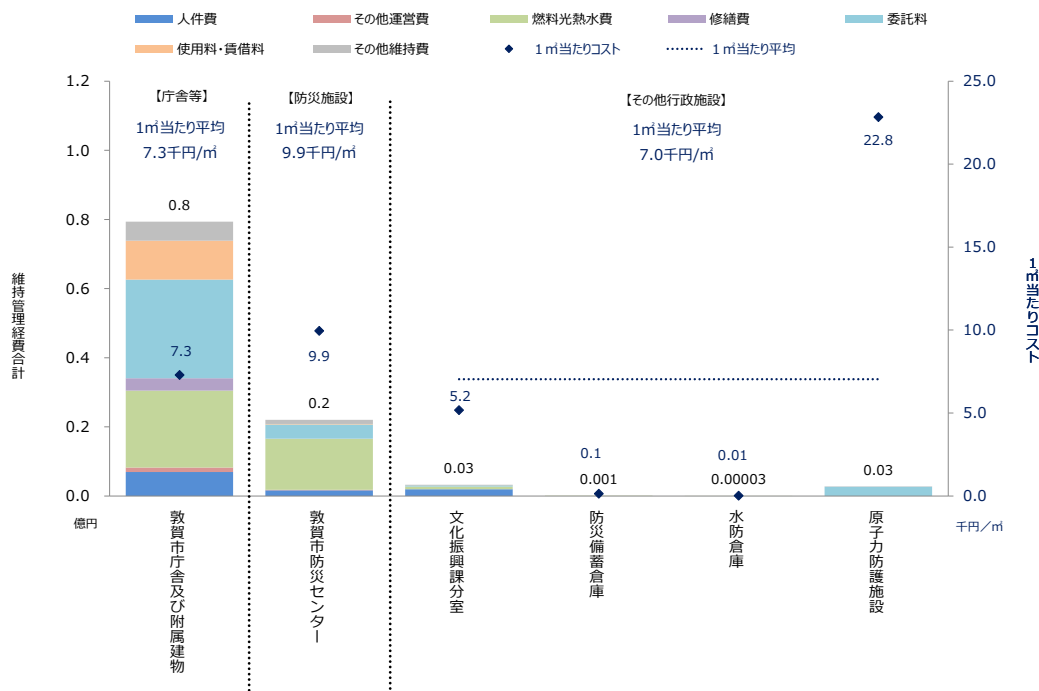 人件費
その他運営費
燃料光熱水費
修繕費
委託料
使用料・賃借料
その他維持費
1㎡当たりコスト
1㎡当たり平均
1.2
1.0
0.8
0.6
0.4
0.2
0.0
億円
維持管理経費合計
25.0
20.0
15.0
10.0
5.0
0.0
千円／㎡
1㎡当たりコスト
【庁舎等】
1㎡当たり平均
7.3千円/㎡
【防災施設】
1㎡当たり平均
9.9千円/㎡
【その他行政施設】
1㎡当たり平均
7.0千円/㎡
0.8
7.3
9.9
0.2
5.2
0.03
0.1
0.001
0.01
0.00003
22.8
0.03
敦賀市庁舎及び附属建物
敦賀市防災センター
文化振興課分室
防災備蓄倉庫
水防倉庫
原子力防護施設